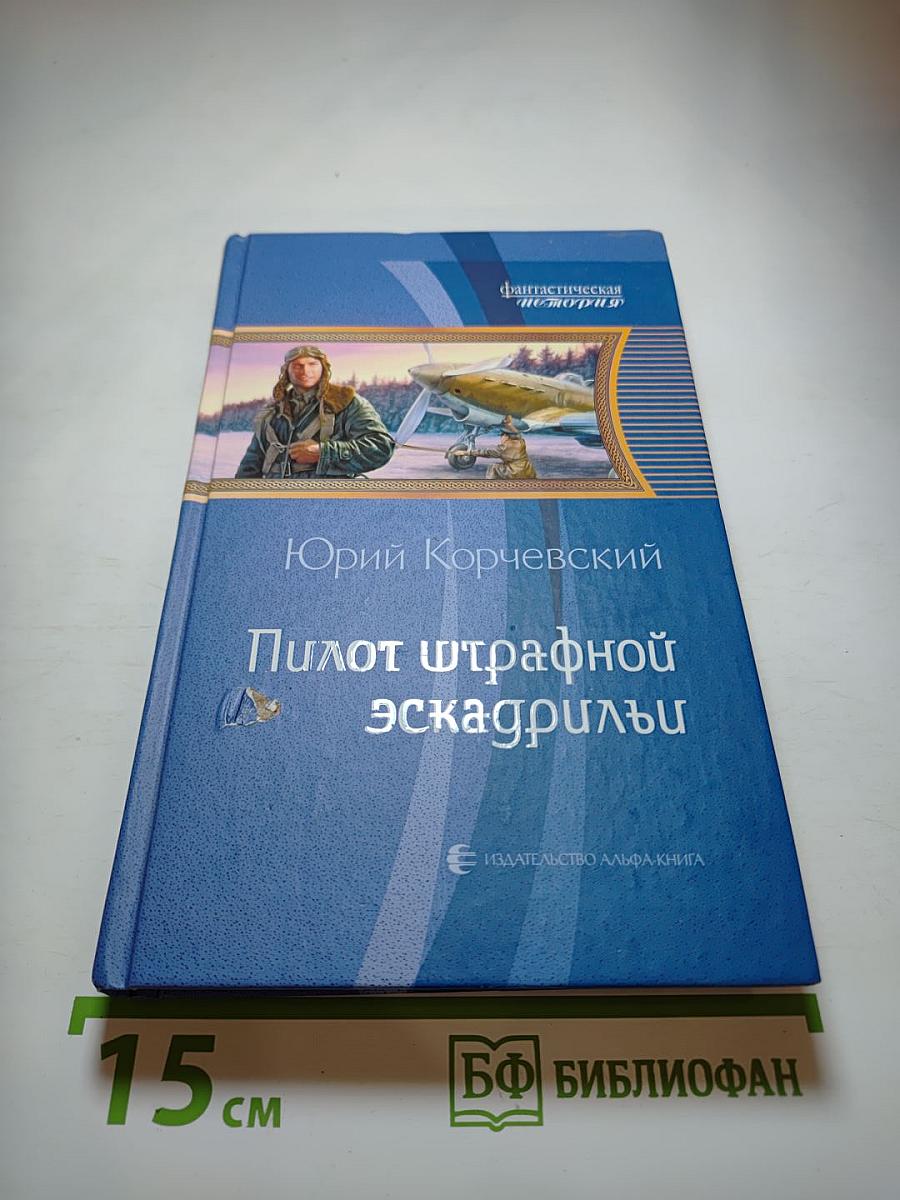 фантастическая
история
Юрий Корчевский
Пилот штрафной
эскадрильи
ИЗДАТЕЛЬСТВО АЛЬФА-КНИГА
15 см
БФ БИБЛИОФАН